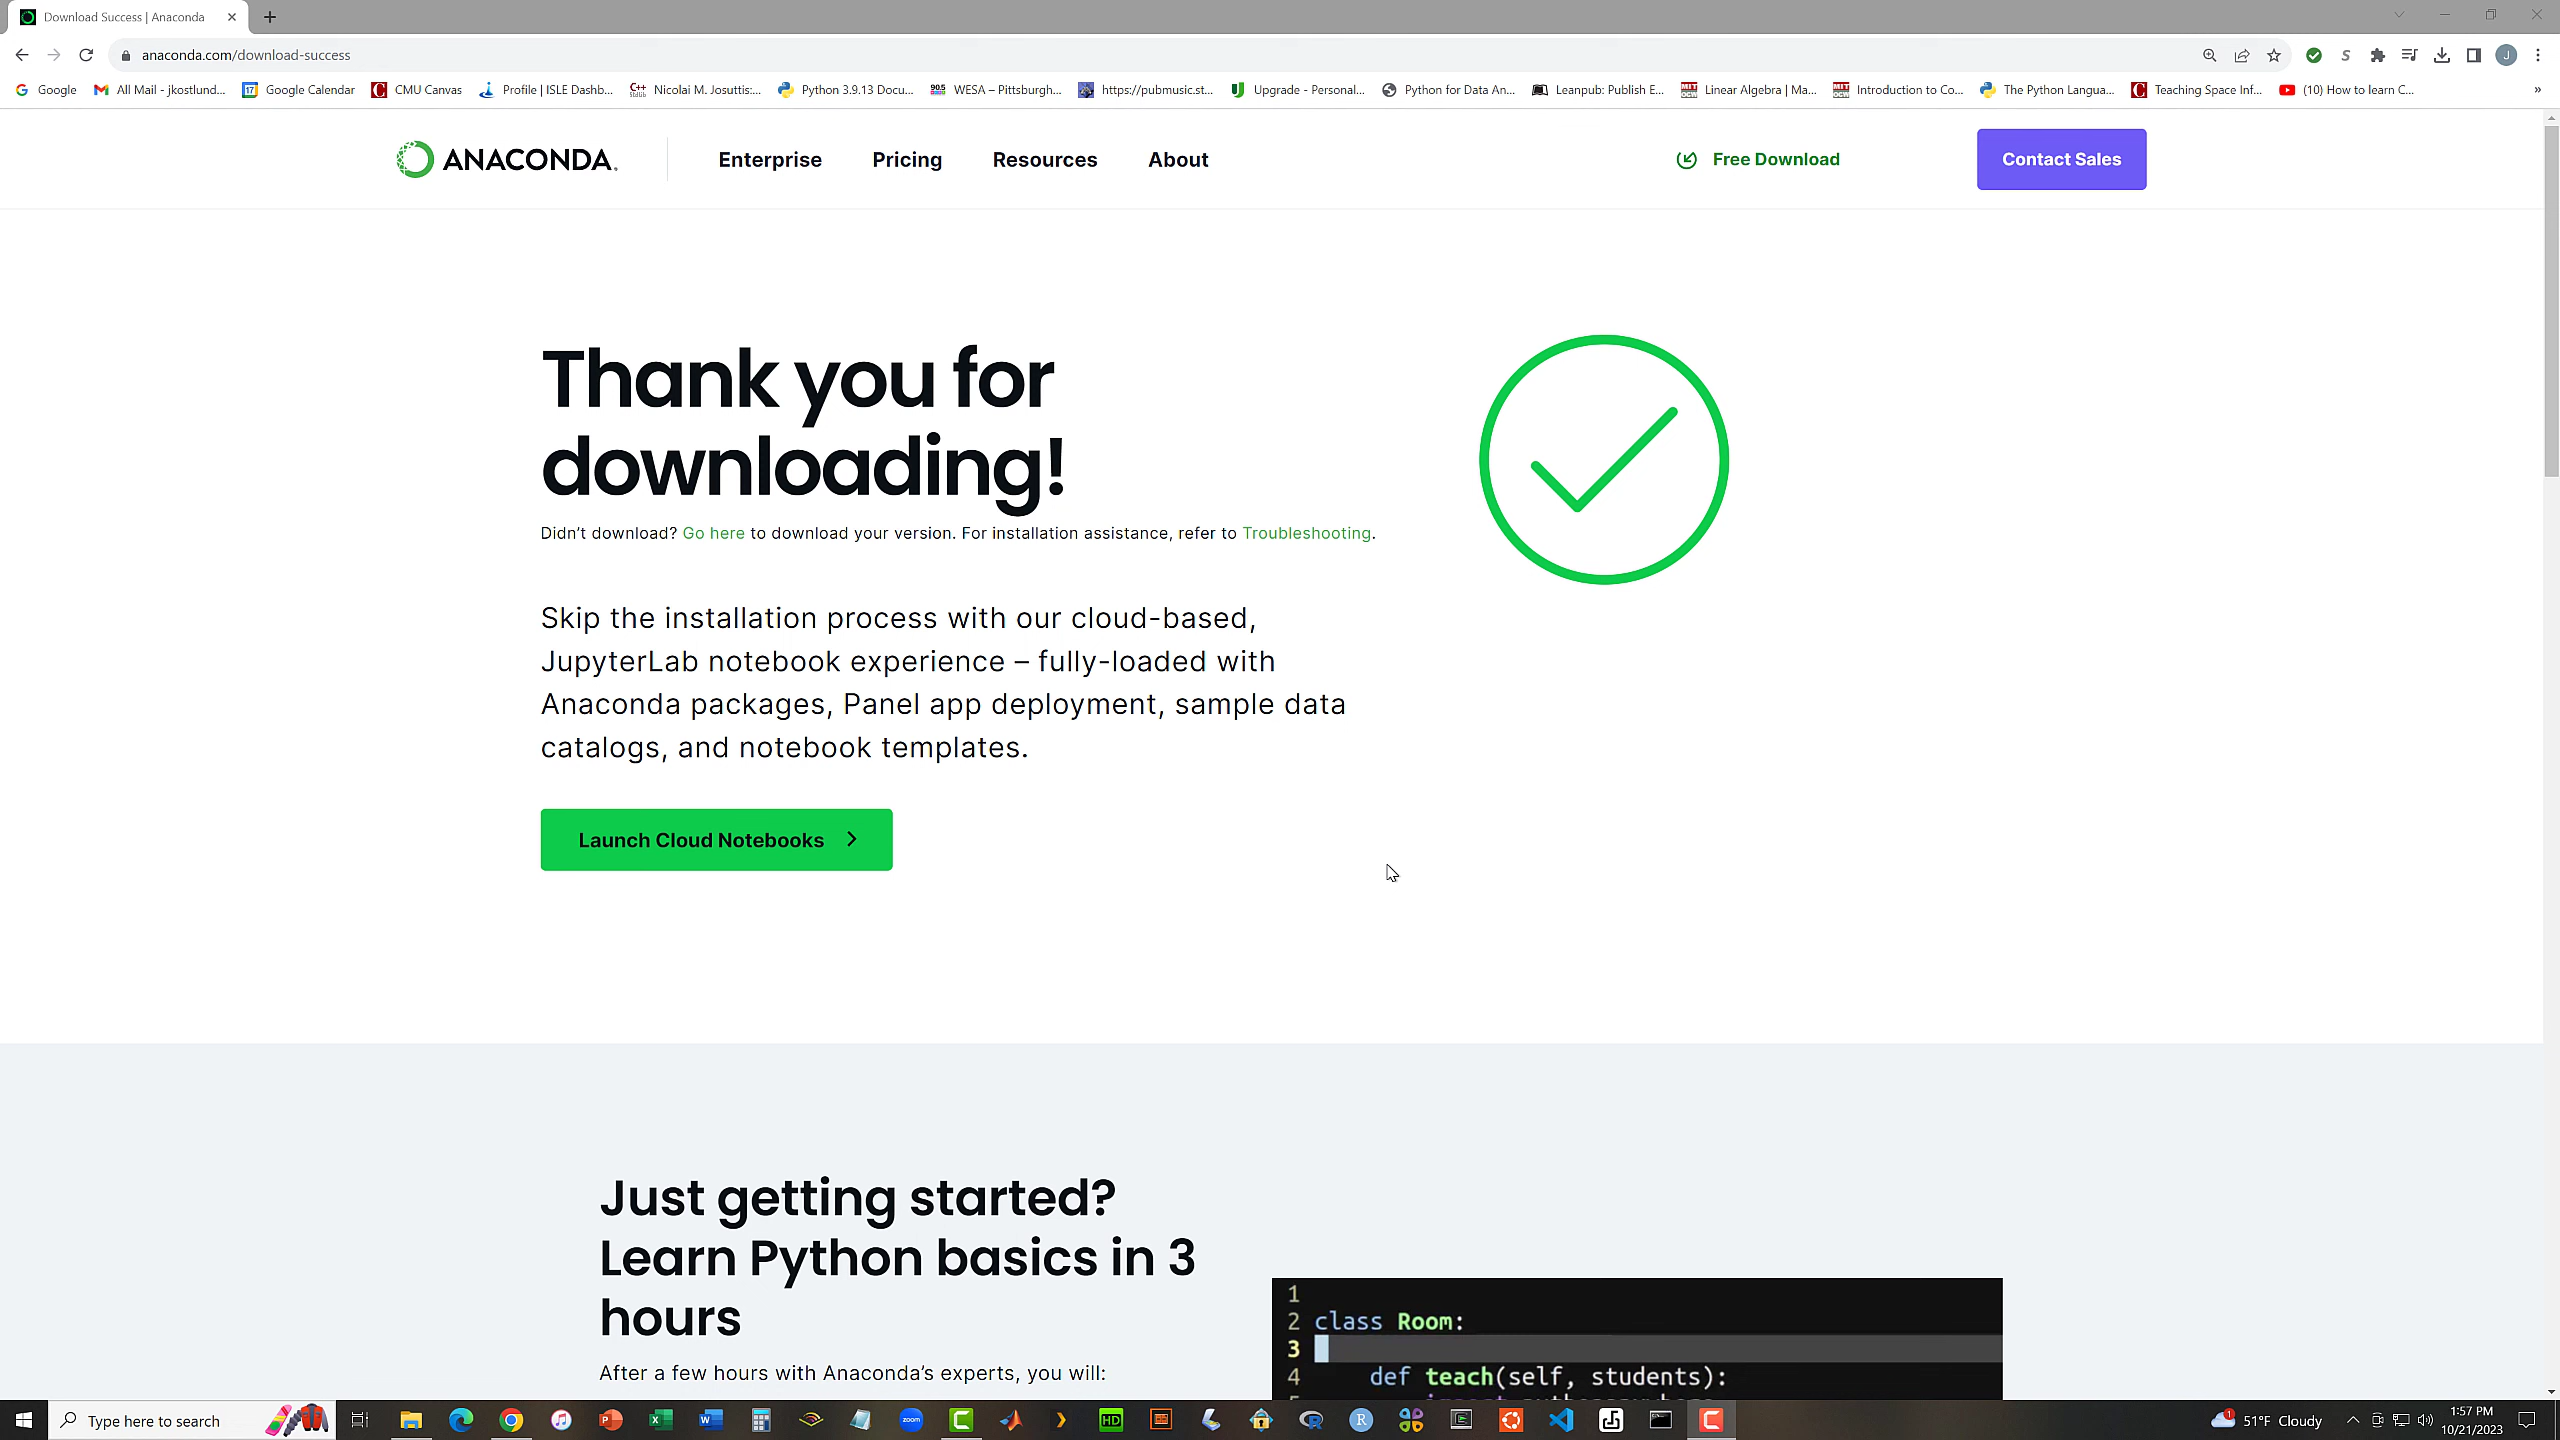 Download Success | Anaconda
anaconda.com/download-success
Google
All Mail - jkostlund...
Google Calendar
CMU Canvas
Profile | ISLE Dashb...
Nicolai M. Josuttis:...
Python 3.9.13 Docu...
WESA – Pittsburgh...
https://pubmusic.st...
Upgrade - Personal...
Python for Data An...
Leanpub: Publish E...
Linear Algebra | Ma...
Introduction to Co...
The Python Langua...
Teaching Space Inf...
(10) How to learn C...
ANACONDA.
Enterprise
Pricing
Resources
About
Free Download
Contact Sales
Thank you for
downloading!
Didn’t download? Go here to download your version. For installation assistance, refer to Troubleshooting.
Skip the installation process with our cloud-based,
JupyterLab notebook experience – fully-loaded with
Anaconda packages, Panel app deployment, sample data
catalogs, and notebook templates.
Launch Cloud Notebooks
Just getting started?
Learn Python basics in 3
hours
After a few hours with Anaconda’s experts, you will:
1
2 class Room:
3
4 def teach(self, students):
Type here to search
51°F Cloudy
1:57 PM
10/21/2023